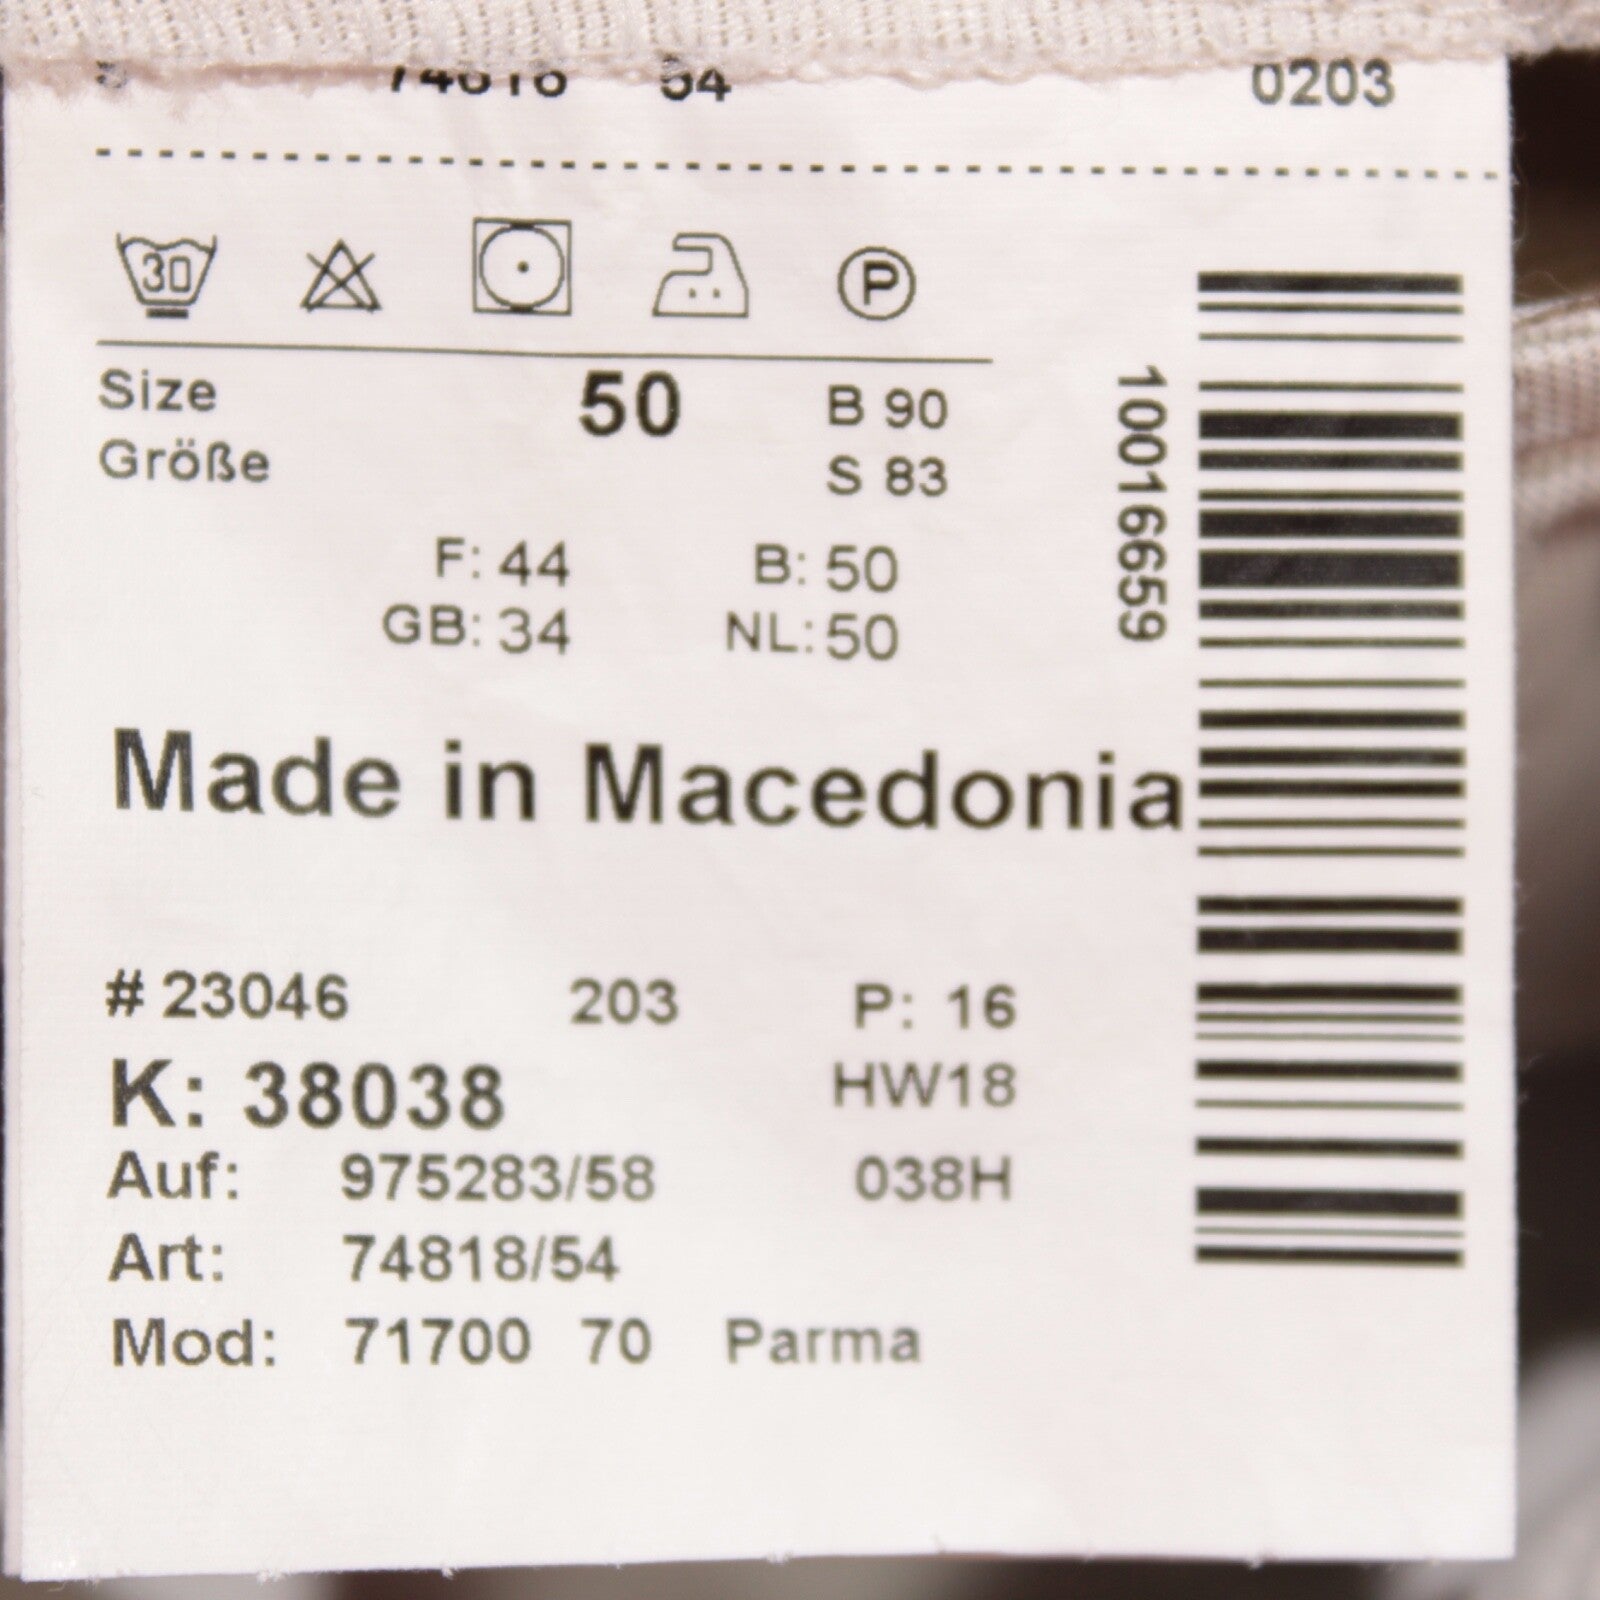 54 0203
30 P
Size 50 B 90
Größe S 83
F: 44 B: 50
GB: 34 NL: 50
10016659
Made in Macedonia
# 23046 203 P: 16
K: 38038 HW18
Auf: 975283/58 038H
Art: 74818/54
Mod: 71700 70 Parma